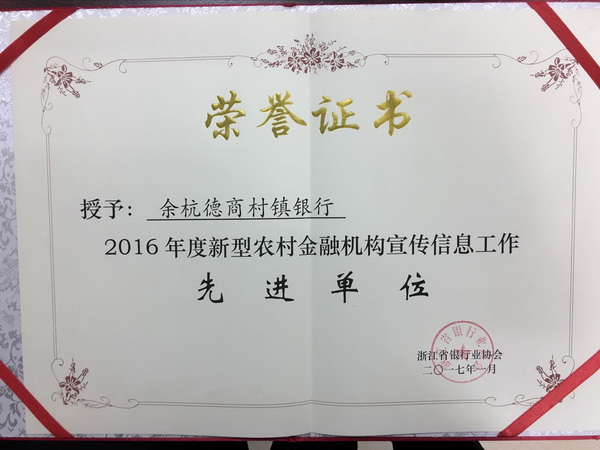 荣誉证书
授予：余杭德商村镇银行
2016年度新型农村金融机构宣传信息工作
先进单位
浙江省银行业协会
二〇一七年一月